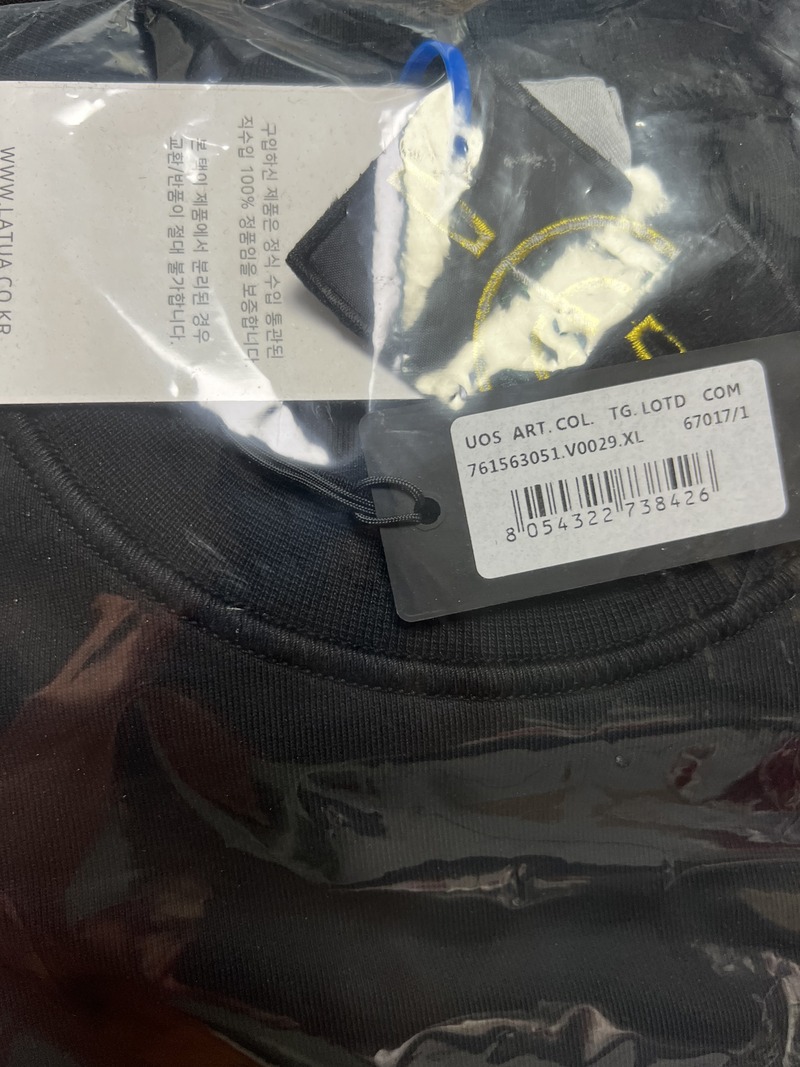 WWW.LATUA.CO.KR
구입하신 제품은 정식 수입 통관된
직수입 100% 정품임을 보증합니다
본 택이 제품에서 분리된 경우
교환/반품이 절대 불가합니다.
UOS ART.COL. TG.LOTD COM
761563051.V0029.XL 67017/1
8 054322 738426